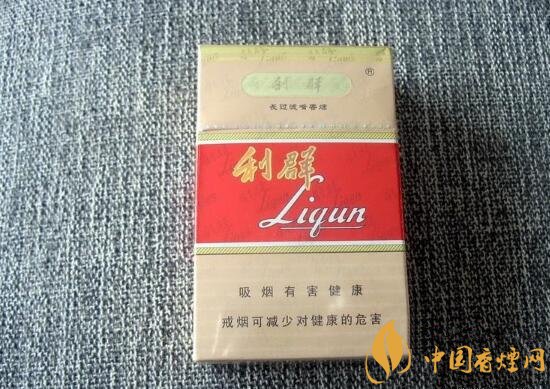 利群
®
长过滤嘴香烟
利群
Liqun
吸烟有害健康
戒烟可减少对健康的危害
中国香烟网